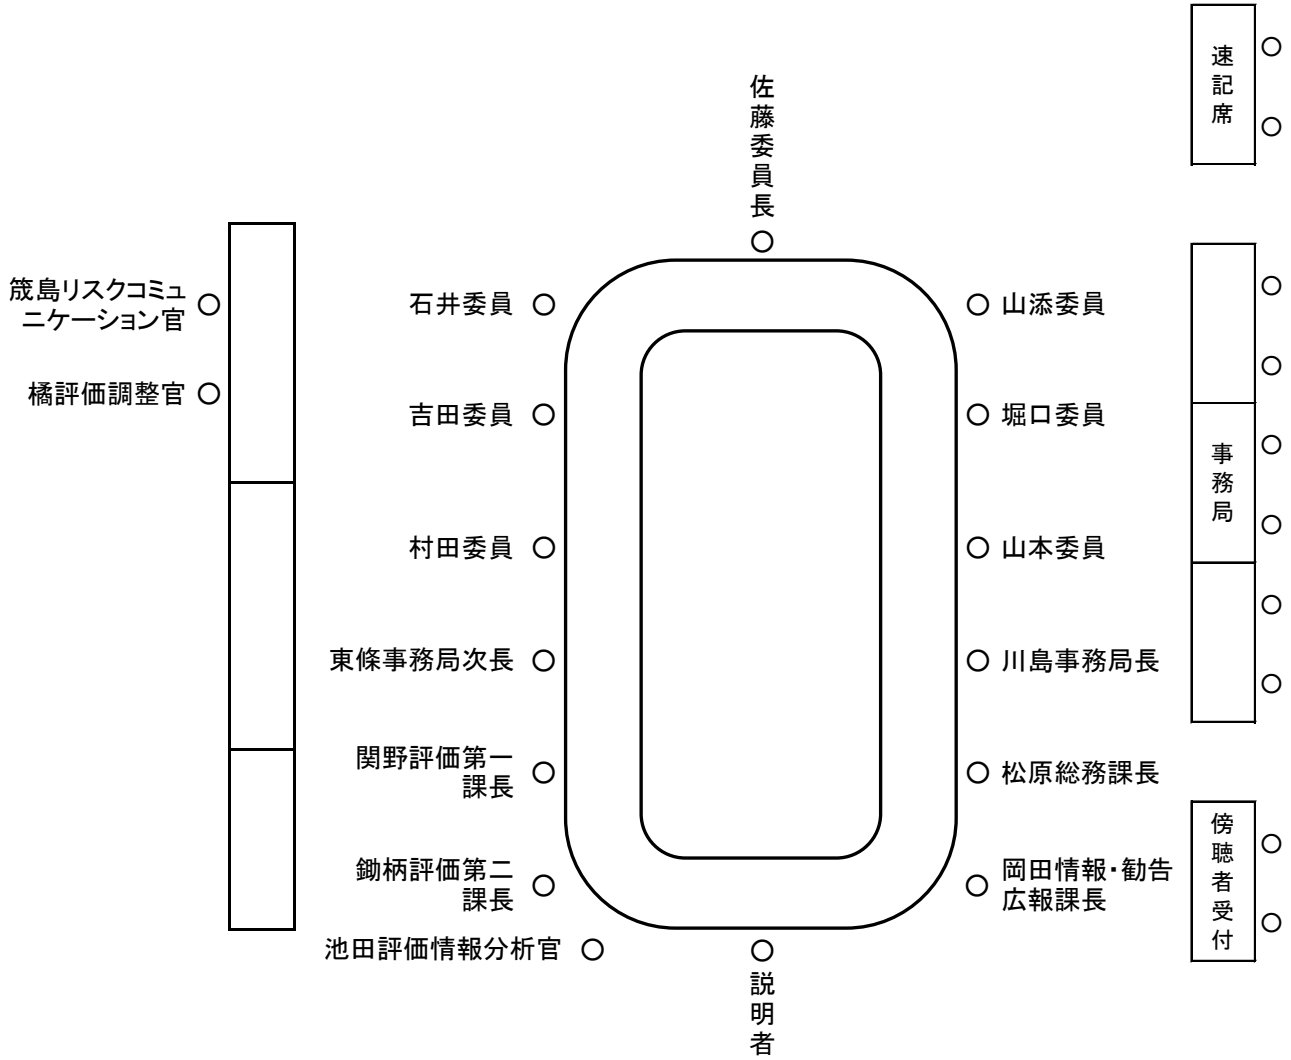 速記席
佐藤委員長
筬島リスクコミュ
ニケーション官
橘評価調整官
石井委員
山添委員
吉田委員
堀口委員
事務局
村田委員
山本委員
東條事務局次長
川島事務局長
関野評価第一
課長
松原総務課長
鋤柄評価第二
課長
岡田情報・勧告
広報課長
傍聴者受付
池田評価情報分析官
説明者